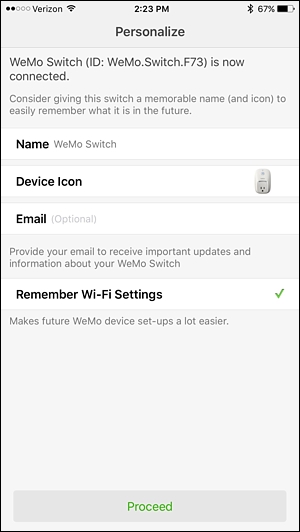 Verizon 2:23 PM 67%
Personalize
WeMo Switch (ID: WeMo.Switch.F73) is now
connected.
Consider giving this switch a memorable name (and icon) to
easily remember what it is in the future.
Name WeMo Switch
Device Icon
Email (Optional)
Provide your email to receive important updates and
information about your WeMo Switch
Remember Wi-Fi Settings
Makes future WeMo device set-ups a lot easier.
Proceed